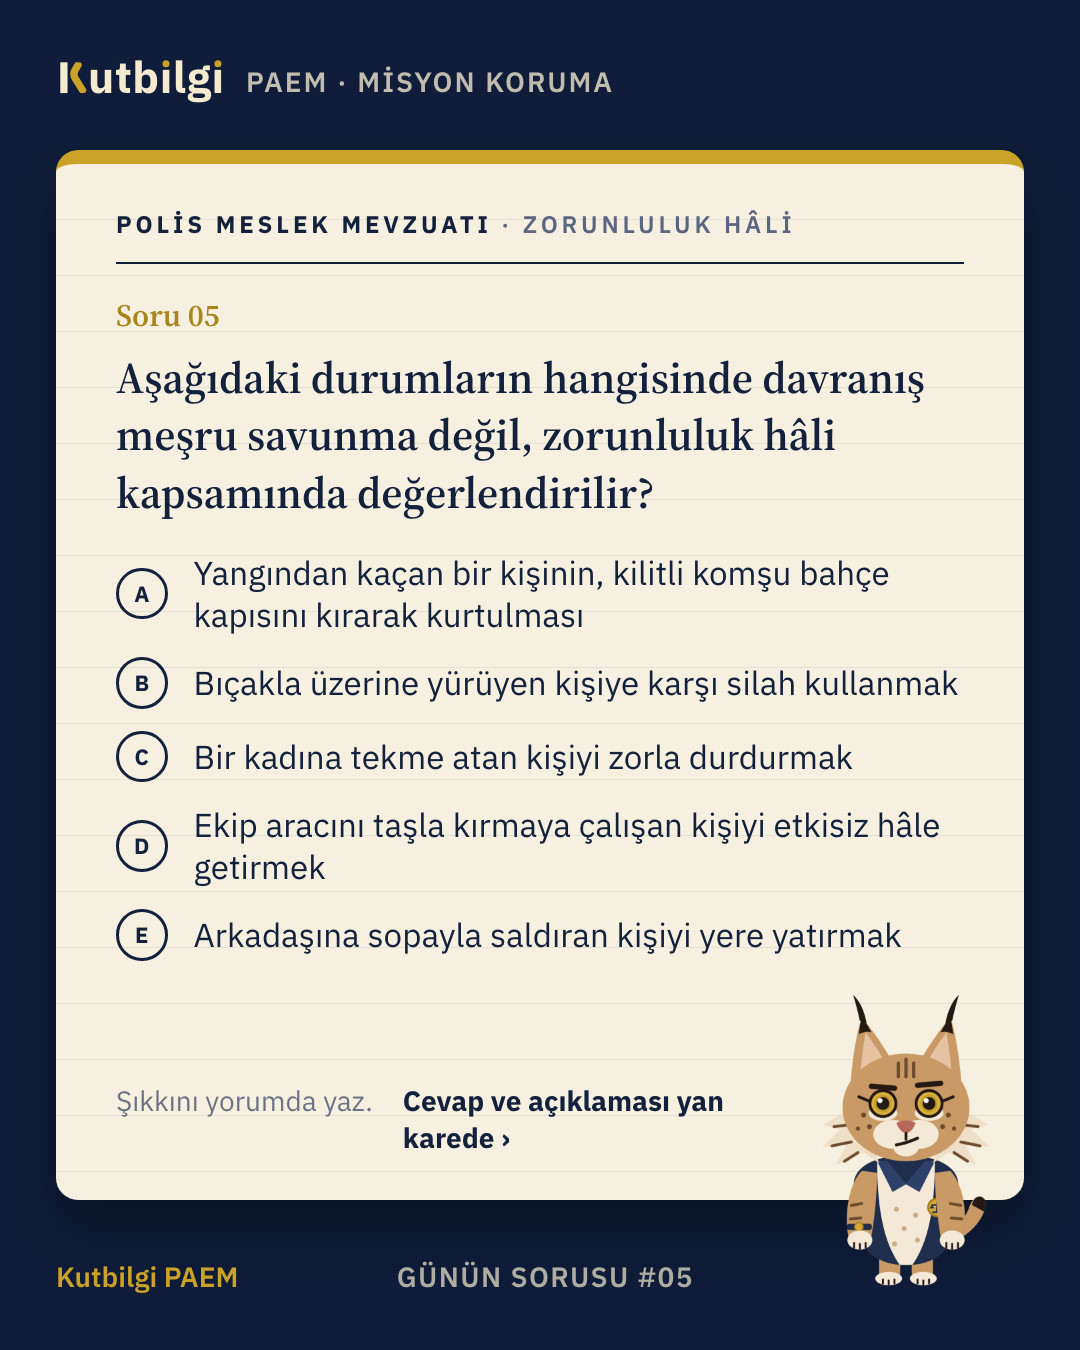 Kutbilgi PAEM · MİSYON KORUMA
POLİS MESLEK MEVZUATI · ZORUNLULUK HÂLİ
Soru 05
Aşağıdaki durumların hangisinde davranış
meşru savunma değil, zorunluluk hâli
kapsamında değerlendirilir?
A Yangından kaçan bir kişinin, kilitli komşu bahçe
kapısını kırarak kurtulması
B Bıçakla üzerine yürüyen kişiye karşı silah kullanmak
C Bir kadına tekme atan kişiyi zorla durdurmak
D Ekip aracını taşla kırmaya çalışan kişiyi etkisiz hâle
getirmek
E Arkadaşına sopayla saldıran kişiyi yere yatırmak
Şıkkını yorumda yaz. Cevap ve açıklaması yan
karede ›
Kutbilgi PAEM GÜNÜN SORUSU #05